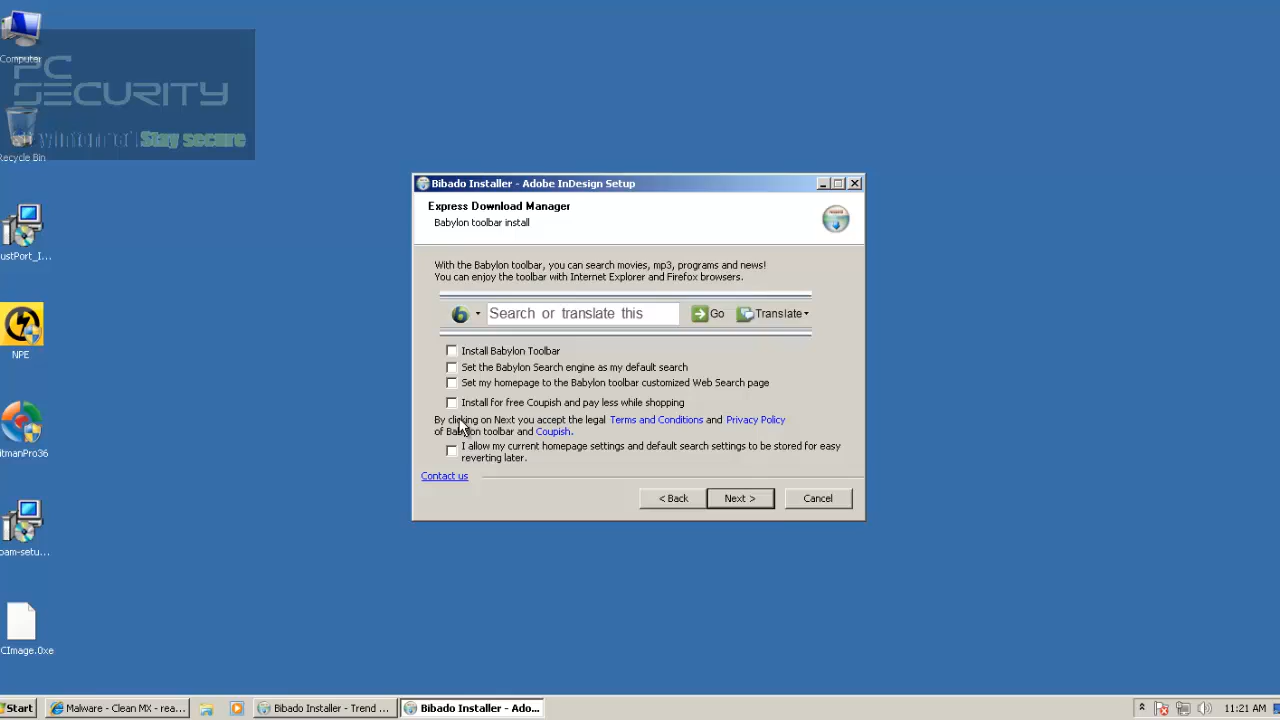 Computer
PC
SECURITY
Stay secure
Recycle Bin
ustPort_I...
NPE
itmanPro36
bam-setu...
CImage.0xe
Bibado Installer - Adobe InDesign Setup
Express Download Manager
Babylon toolbar install
With the Babylon toolbar, you can search movies, mp3, programs and news!
You can enjoy the toolbar with Internet Explorer and Firefox browsers.
Search or translate this
Go
Translate
Install Babylon Toolbar
Set the Babylon Search engine as my default search
Set my homepage to the Babylon toolbar customized Web Search page
Install for free Coupish and pay less while shopping
By clicking on Next you accept the legal Terms and Conditions and Privacy Policy
of Babylon toolbar and Coupish.
I allow my current homepage settings and default search settings to be stored for easy
reverting later.
Contact us
< Back
Next >
Cancel
Start
Malware - Clean MX - rea...
Bibado Installer - Trend ...
Bibado Installer - Ado...
11:21 AM